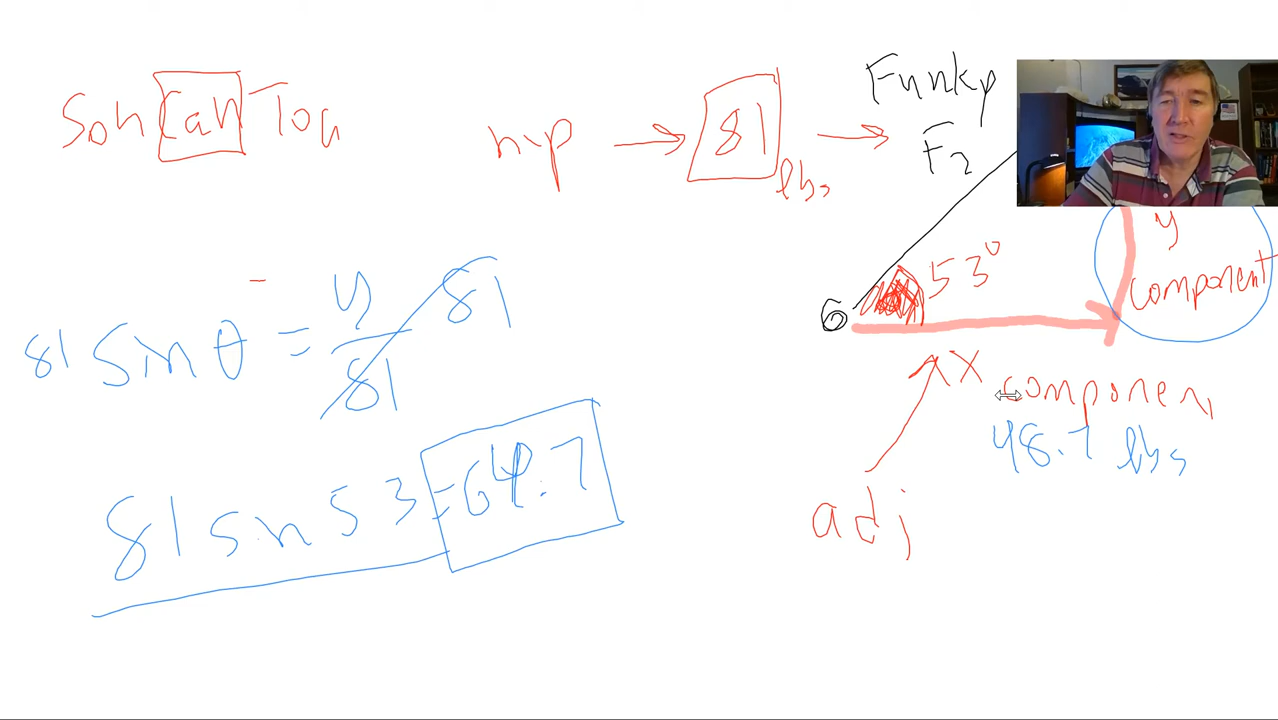 Soh Cah Toa
hyp → 81 lbs →
Funky
F2
53°
y
component
81 sin θ = y/81 81
x
componen
48.7 lbs
81 sin 53 = 64.7
adj